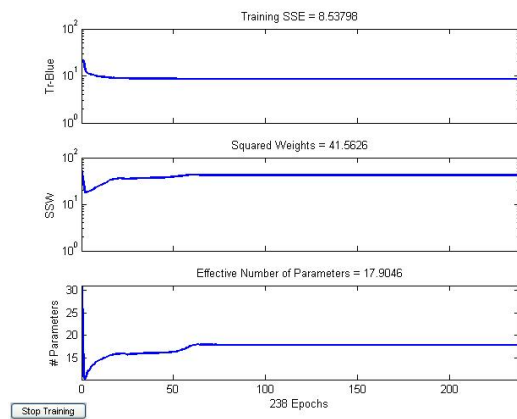 Training SSE = 8.53798
10^2
10^1
10^0
Tr-Blue
Squared Weights = 41.5626
10^2
10^1
10^0
SSW
Effective Number of Parameters = 17.9046
30
25
20
15
# Parameters
0 50 100 150 200
238 Epochs
Stop Training